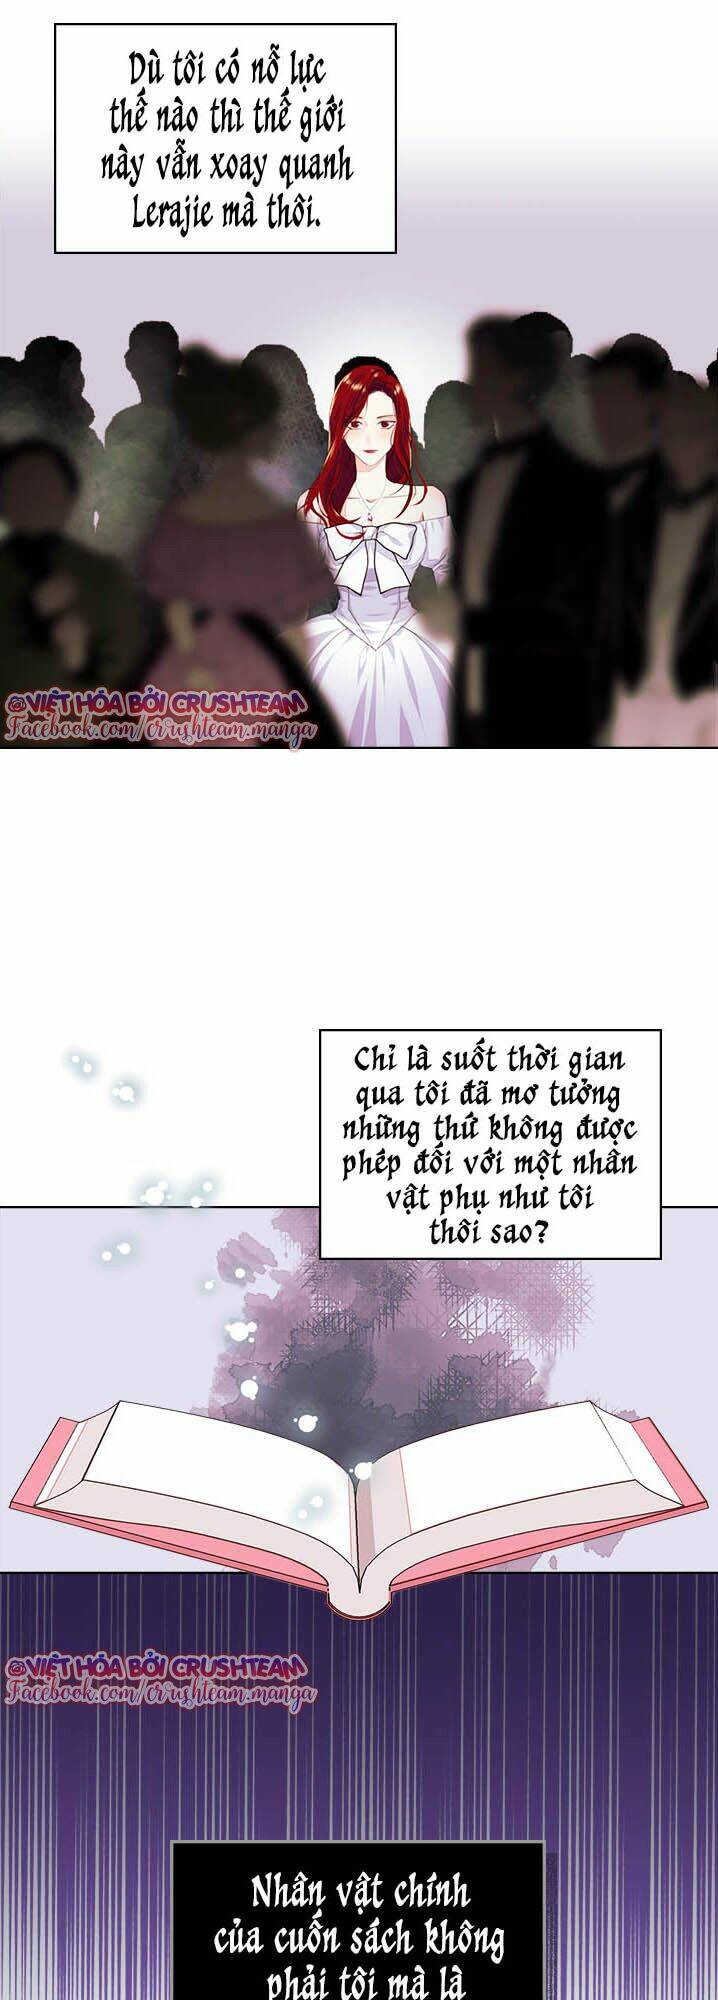 Dù tôi có nỗ lực
thế nào thì thế giới
này vẫn xoay quanh
Lerajie mà thôi.
@VIỆT HÓA BỞI CRUSHTEAM
Facebook.com/crushteam.manga
Chỉ là suốt thời gian
qua tôi đã mơ tưởng
những thứ không được
phép đối với một nhân
vật phụ như tôi
thôi sao?
@VIỆT HÓA BỞI CRUSHTEAM
Facebook.com/crushteam.manga
Nhân vật chính
của cuốn sách không
phải tôi mà là